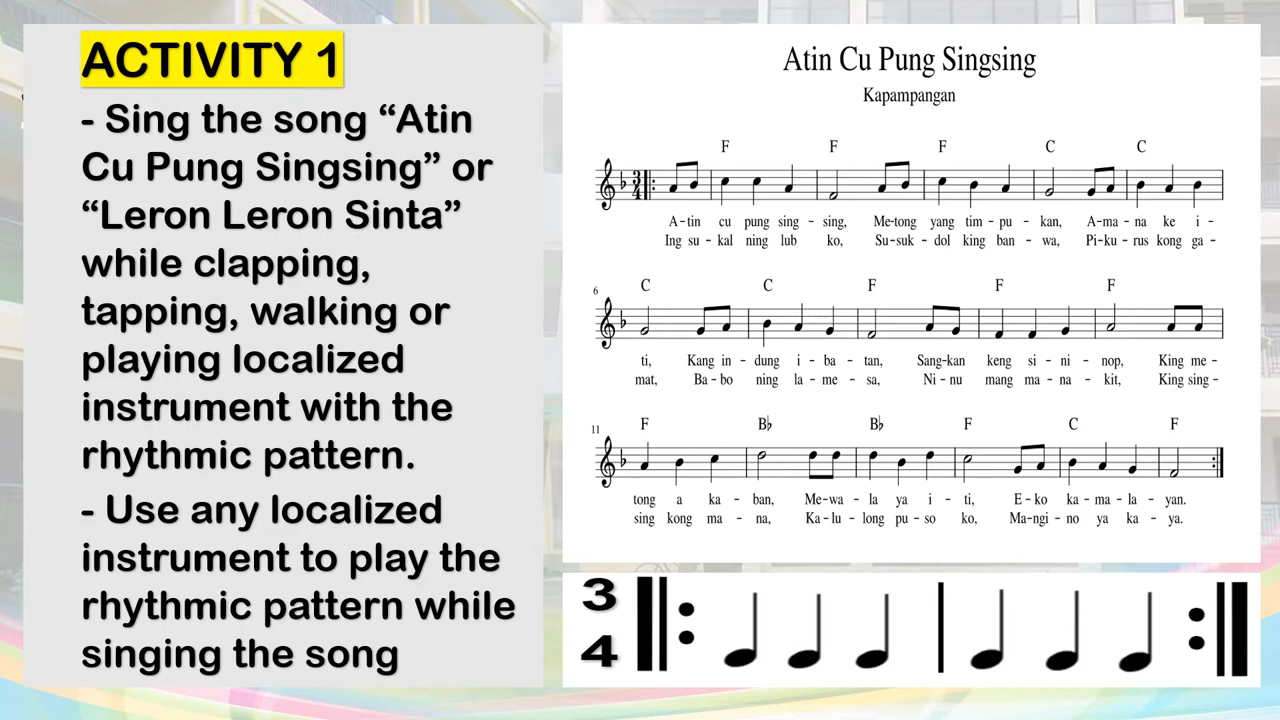 ACTIVITY 1
- Sing the song “Atin
Cu Pung Singsing” or
“Leron Leron Sinta”
while clapping,
tapping, walking or
playing localized
instrument with the
rhythmic pattern.
- Use any localized
instrument to play the
rhythmic pattern while
singing the song
Atin Cu Pung Singsing
Kapampangan
F F F C C
3
4
A - tin cu pung sing - sing, Me-tong yang tim - pu - kan, A-ma - na ke i -
Ing su - kal ning lub ko, Su-suk - dol king ban - wa, Pi-ku - rus kong ga -
6
C C F F F
ti, Kang in - dung i - ba - tan, Sang-kan keng si - ni - nop, King me -
mat, Ba - bo ning la - me - sa, Ni - nu mang ma - na - kit, King sing -
11
F B♭ B♭ F C F
tong a ka - ban, Me-wa - la ya i - ti, E-ko ka - ma - la - yan.
sing kong ma - na, Ka-lu - long pu - so ko, Ma-ngi - no ya ka - ya.
3
4